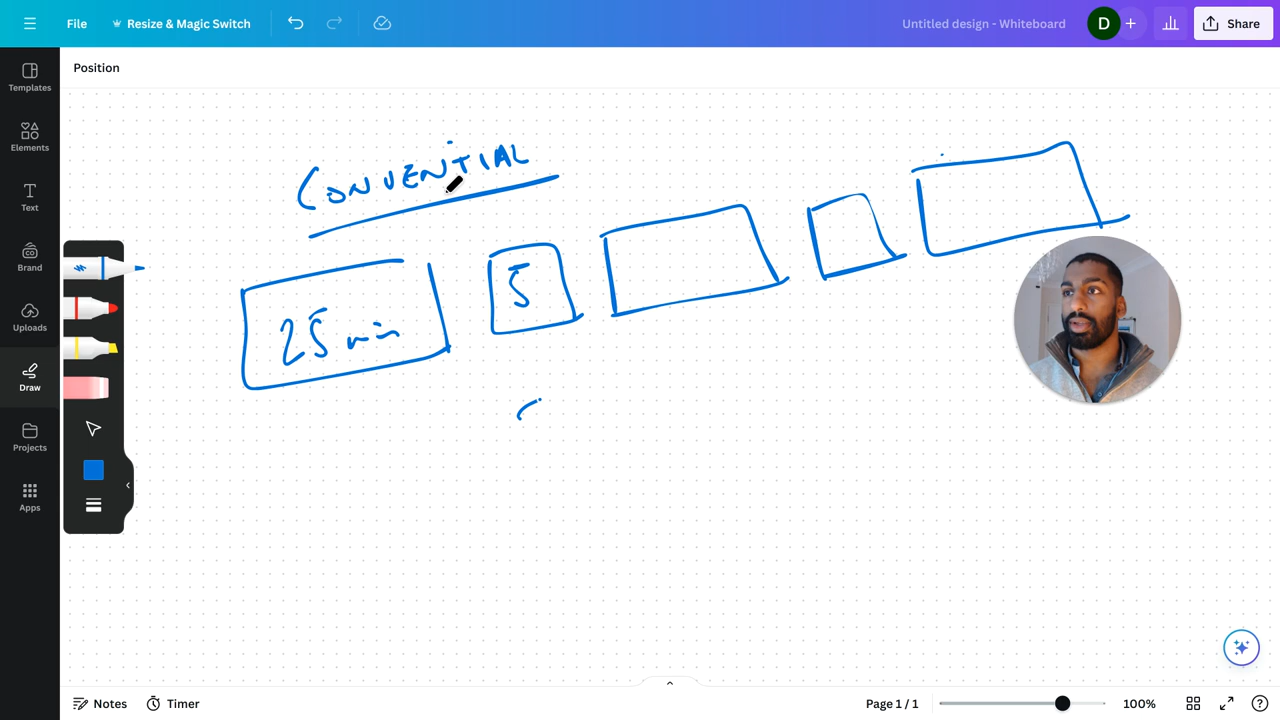 File
Resize & Magic Switch
Untitled design - Whiteboard
D
+
Share
Position
Templates
Elements
Text
Brand
Uploads
Draw
Projects
Apps
CONVENTIAL
25 min
5
Notes
Timer
Page 1 / 1
100%